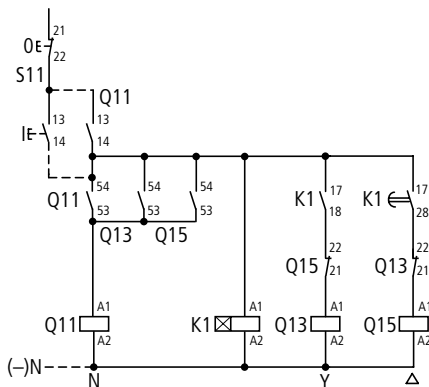 21
0E
22
S11
Q11
13 13
IE
14 14
54 54 54 17 17
Q11 K1 K1
53 53 53 18 28
Q13 Q15
22 22
Q15 Q13
21 21
A1 A1 A1 A1
Q11 K1 Q13 Q15
A2 A2 A2 A2
(–)N
N Y Δ